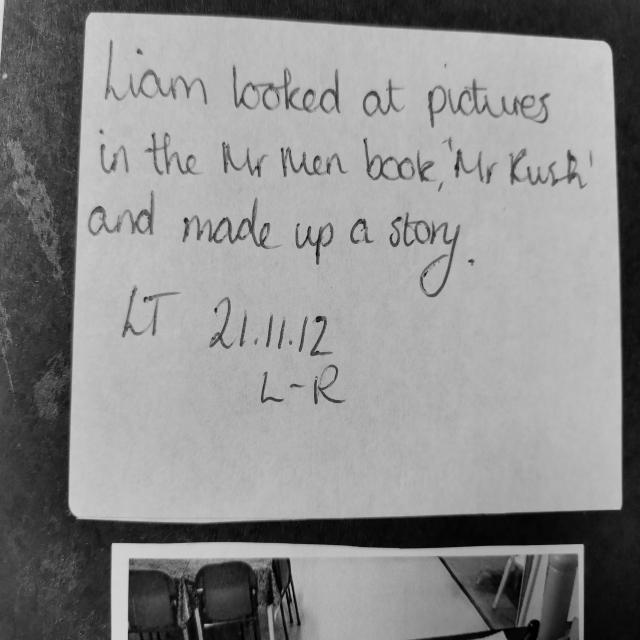 Liam looked at pictures
in the Mr Men book, 'Mr Rush'
and made up a story.
LT 21.11.12
L-R